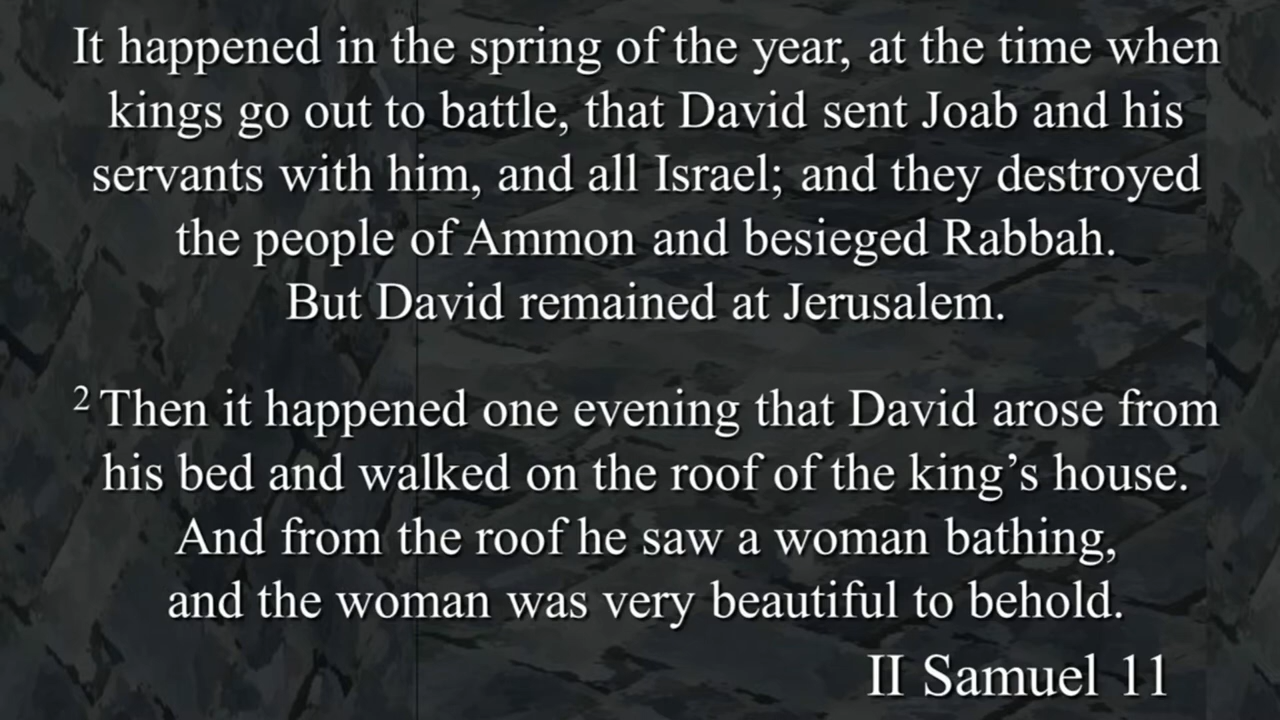 It happened in the spring of the year, at the time when
kings go out to battle, that David sent Joab and his
servants with him, and all Israel; and they destroyed
the people of Ammon and besieged Rabbah.
But David remained at Jerusalem.
2 Then it happened one evening that David arose from
his bed and walked on the roof of the king’s house.
And from the roof he saw a woman bathing,
and the woman was very beautiful to behold.
II Samuel 11